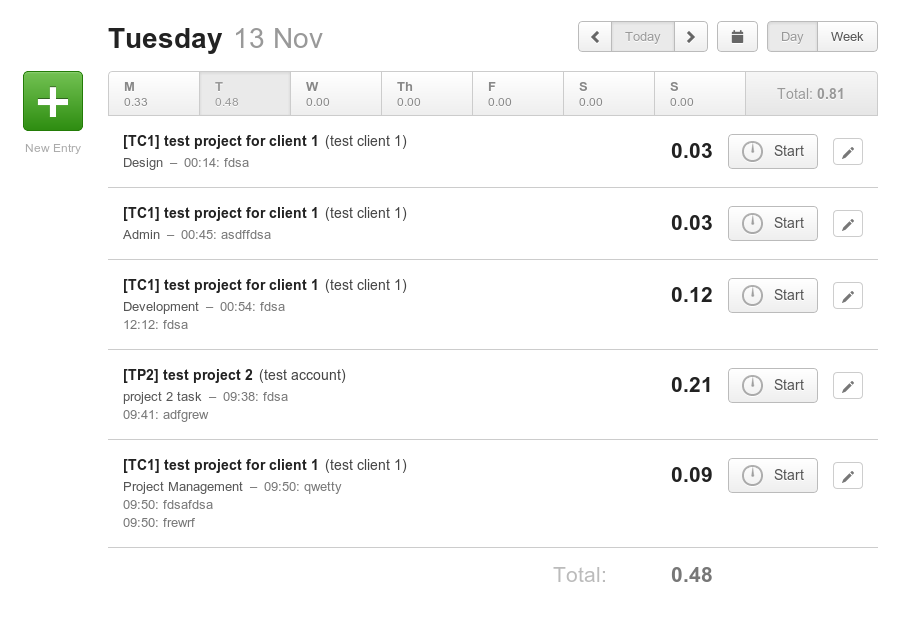 Tuesday 13 Nov
Today
Day Week
M T W Th F S S
0.33 0.48 0.00 0.00 0.00 0.00 0.00
Total: 0.81
New Entry
[TC1] test project for client 1 (test client 1)
Design – 00:14: fdsa
0.03 Start
[TC1] test project for client 1 (test client 1)
Admin – 00:45: asdffdsa
0.03 Start
[TC1] test project for client 1 (test client 1)
Development – 00:54: fdsa
12:12: fdsa
0.12 Start
[TP2] test project 2 (test account)
project 2 task – 09:38: fdsa
09:41: adfgrew
0.21 Start
[TC1] test project for client 1 (test client 1)
Project Management – 09:50: qwetty
09:50: fdsafdsa
09:50: frewrf
0.09 Start
Total: 0.48